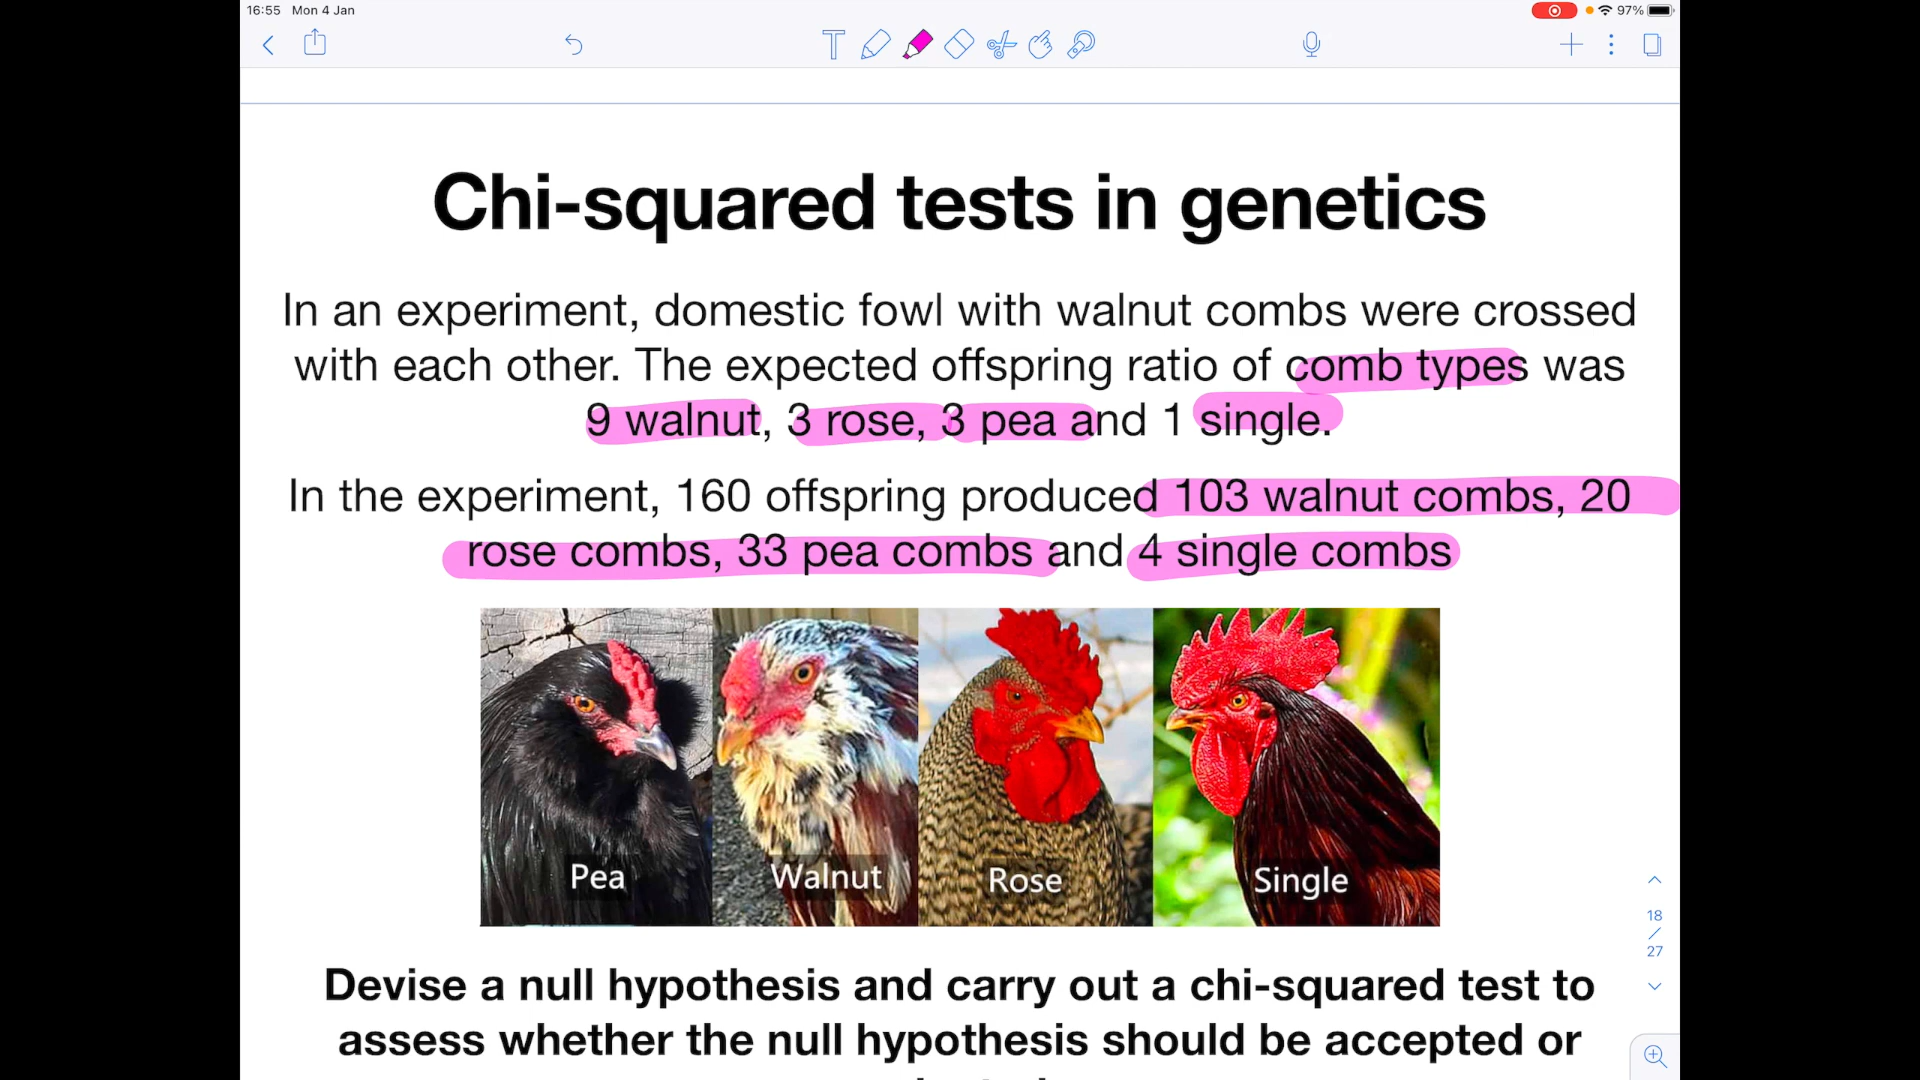 16:55 Mon 4 Jan
97%
T
Chi-squared tests in genetics
In an experiment, domestic fowl with walnut combs were crossed
with each other. The expected offspring ratio of comb types was
9 walnut, 3 rose, 3 pea and 1 single.
In the experiment, 160 offspring produced 103 walnut combs, 20
rose combs, 33 pea combs and 4 single combs
Pea Walnut Rose Single
18
/
27
Devise a null hypothesis and carry out a chi-squared test to
assess whether the null hypothesis should be accepted or